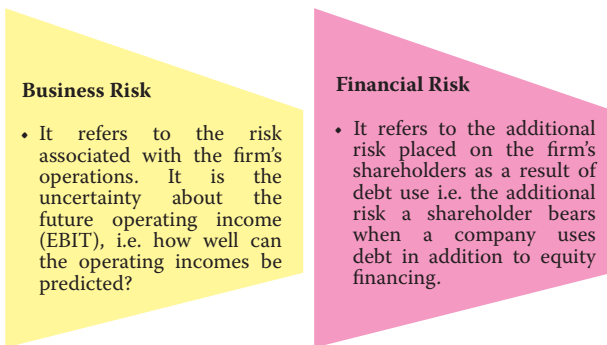 Business Risk
• It refers to the risk
associated with the firm's
operations. It is the
uncertainty about the
future operating income
(EBIT), i.e. how well can
the operating incomes be
predicted?
Financial Risk
• It refers to the additional
risk placed on the firm's
shareholders as a result of
debt use i.e. the additional
risk a shareholder bears
when a company uses
debt in addition to equity
financing.